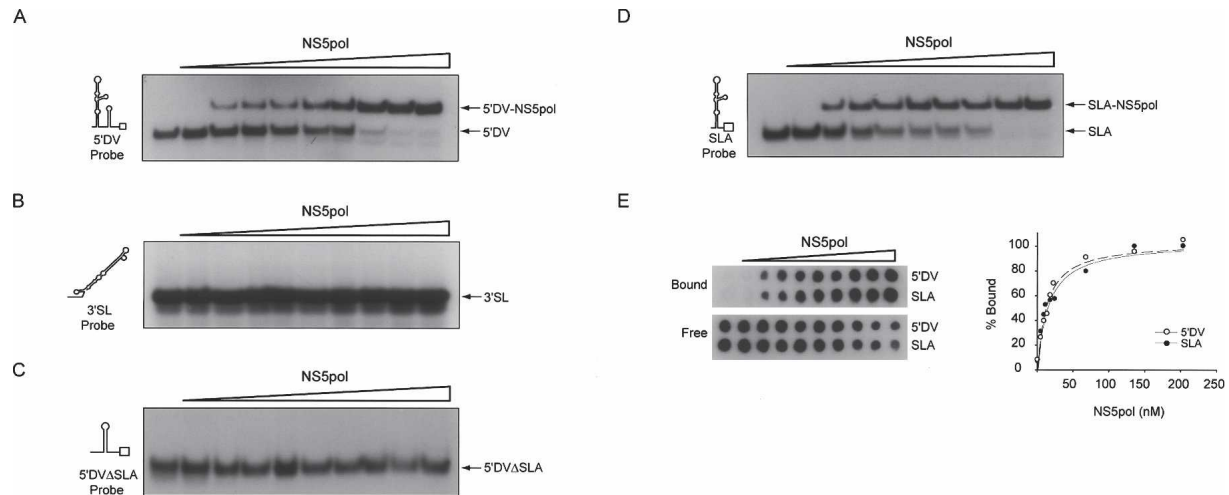 A
NS5pol
5'DV
Probe
5'DV-NS5pol
5'DV
B
NS5pol
3'SL
Probe
3'SL
C
NS5pol
5'DVΔSLA
Probe
5'DVΔSLA
D
NS5pol
SLA
Probe
SLA-NS5pol
SLA
E
NS5pol
Bound
5'DV
SLA
Free
5'DV
SLA
% Bound
100
80
60
40
20
0
50
100
150
200
250
5'DV
SLA
NS5pol (nM)